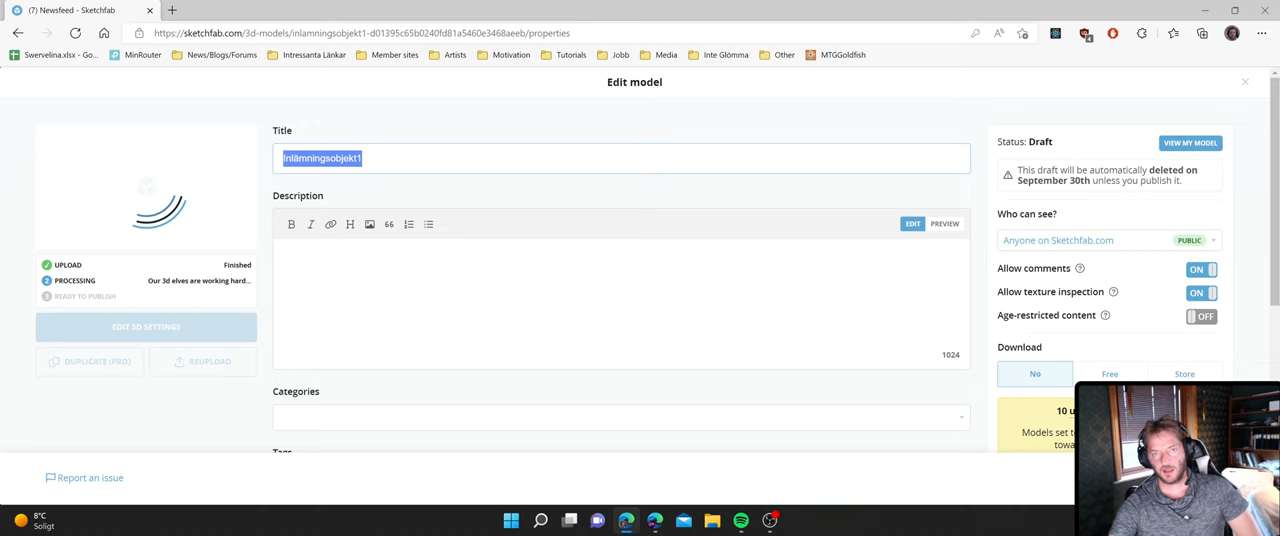 (7) Newsfeed - Sketchfab
https://sketchfab.com/3d-models/inlamningsobjekt1-d01395c65b0240fd81a5460e3468aeeb/properties
Swervelina.xlsx - Go... MinRouter News/Blogs/Forums Intressanta Länkar Member sites Artists Motivation Tutorials Jobb Media Inte Glömma Other MTGGoldfish
Edit model
Title
Inlämningsobjekt1
Description
EDIT PREVIEW
1024
Categories
Tags
UPLOAD Finished
2 PROCESSING Our 3d elves are working hard...
3 READY TO PUBLISH
EDIT 3D SETTINGS
DUPLICATE (PRO) REUPLOAD
Status: Draft VIEW MY MODEL
This draft will be automatically deleted on
September 30th unless you publish it.
Who can see?
Anyone on Sketchfab.com PUBLIC
Allow comments ON
Allow texture inspection ON
Age-restricted content OFF
Download
No Free Store
10 u
Models set t
towa
Report an issue
8°C
Soligt